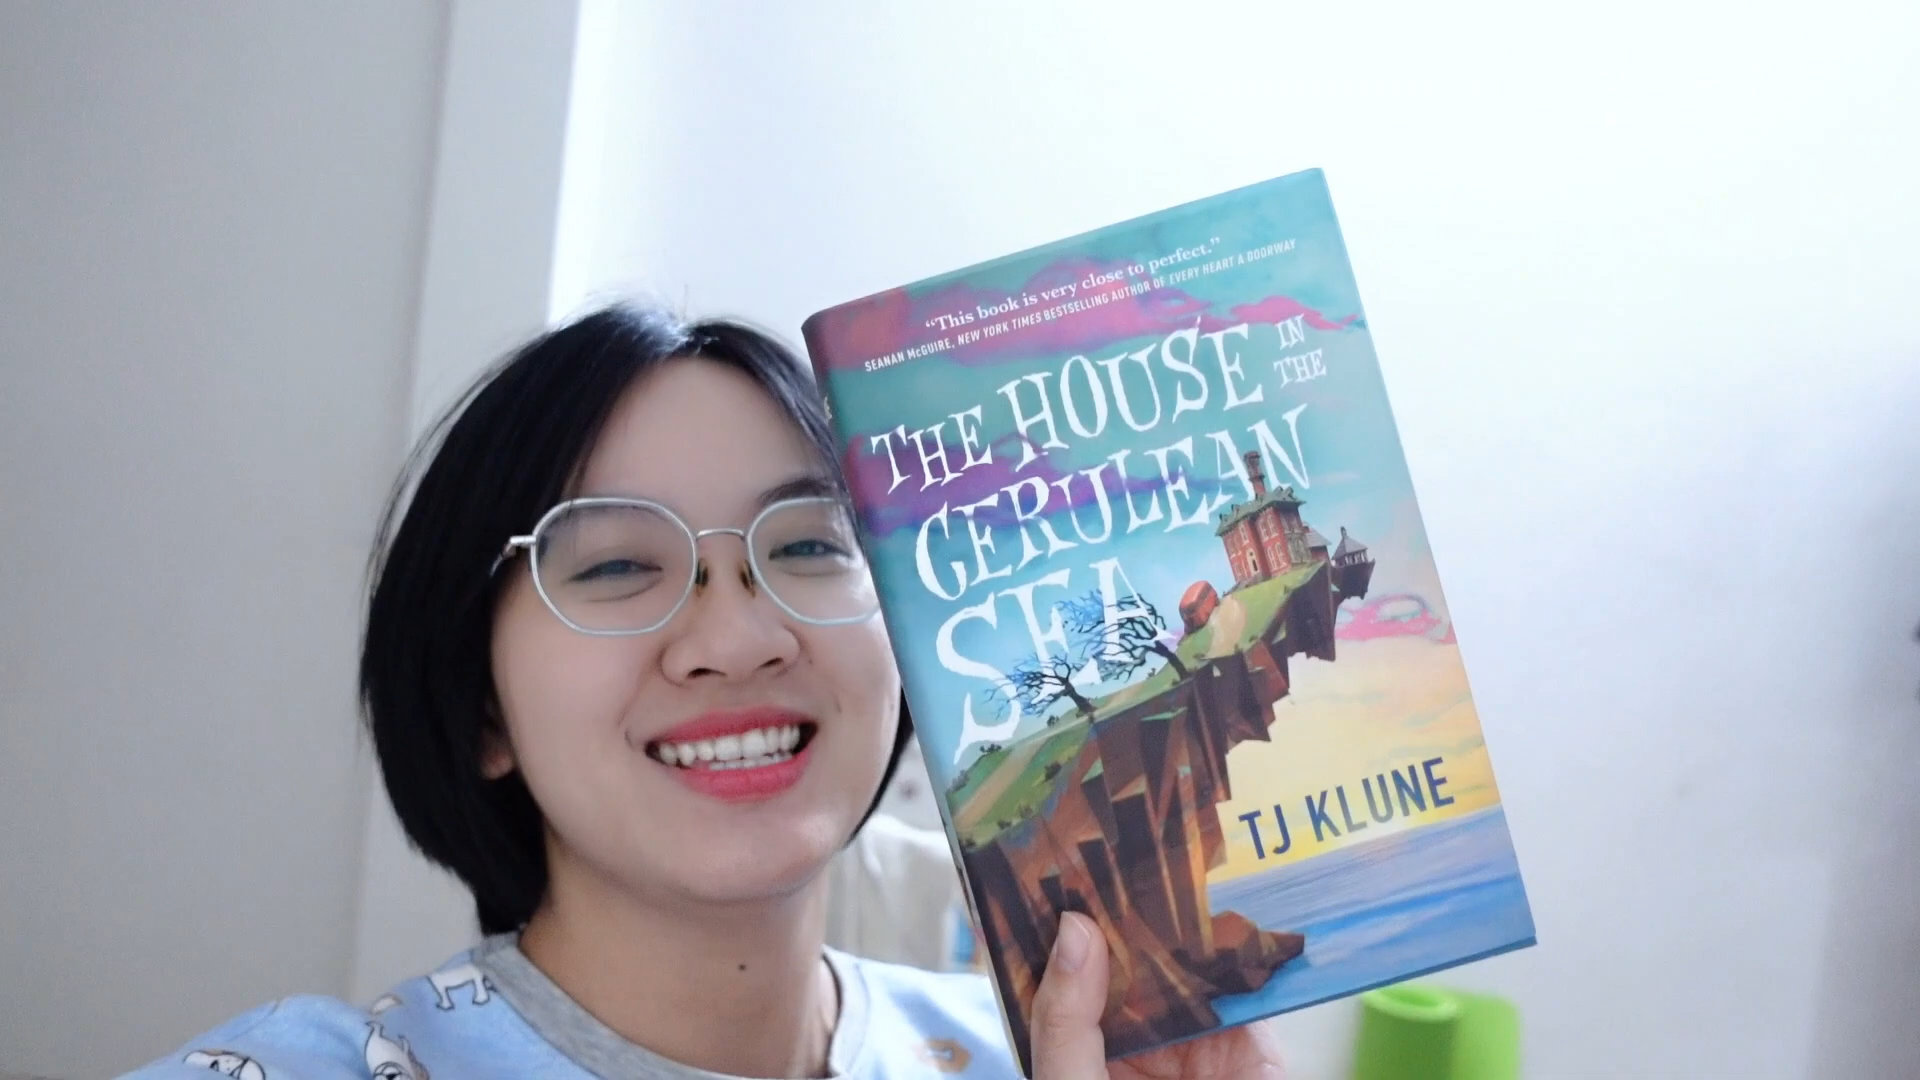 “This book is very close to perfect.”
SEANAN McGUIRE, NEW YORK TIMES BESTSELLING AUTHOR OF EVERY HEART A DOORWAY
THE HOUSE IN THE
CERULEAN
SEA
TJ KLUNE